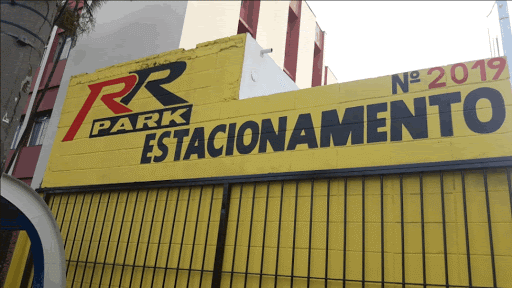 RR
PARK
ESTACIONAMENTO
Nº 2019